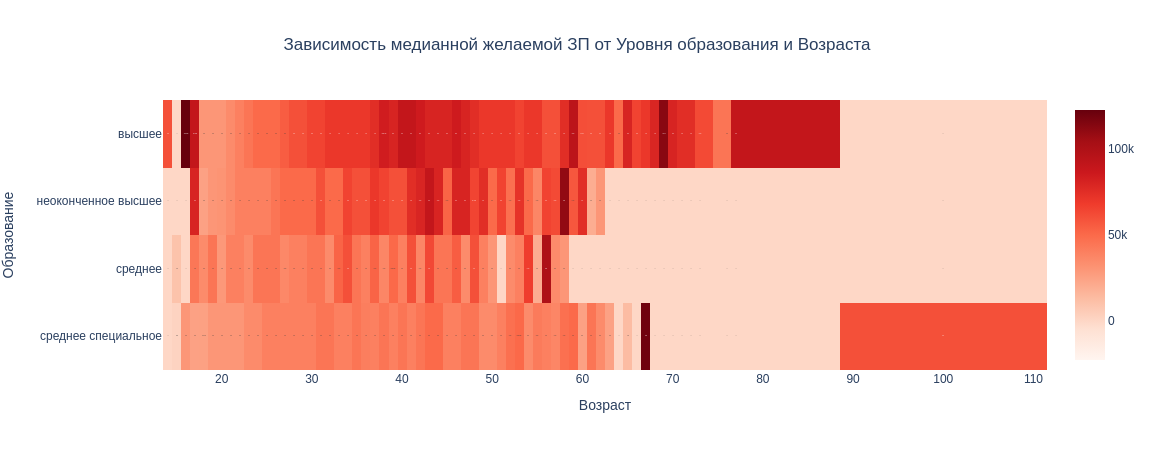 Зависимость медианной желаемой ЗП от Уровня образования и Возраста
Образование
высшее
неоконченное высшее
среднее
среднее специальное
20 30 40 50 60 70 80 90 100 110
Возраст
100k
50k
0